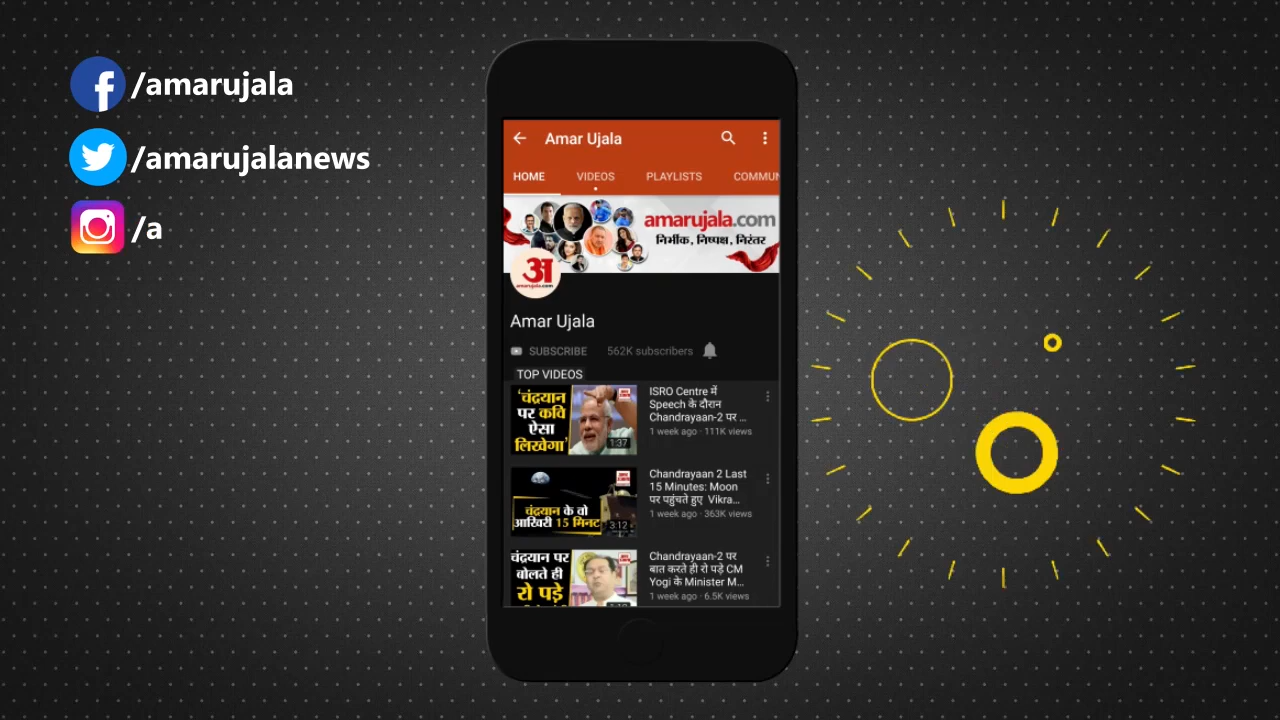 /amarujala
/amarujalanews
/a
Amar Ujala
HOME VIDEOS PLAYLISTS COMMUN
amarujala.com
निर्भीक, निष्पक्ष, निरंतर
अ
amarujala.com
Amar Ujala
SUBSCRIBE 562K subscribers
TOP VIDEOS
'चंद्रयान
पर कवि
ऐसा
लिखेगा'
1:37
ISRO Centre में
Speech के दौरान
Chandrayaan-2 पर ...
1 week ago · 111K views
चंद्रयान के वो
आखिरी 15 मिनट
3:12
Chandrayaan 2 Last
15 Minutes: Moon
पर पहुंचते हुए Vikra...
1 week ago · 363K views
चंद्रयान पर
बोलते ही
रो पड़े
Chandrayaan-2 पर
बात करते ही रो पड़े CM
Yogi के Minister M...
1 week ago · 6.5K views